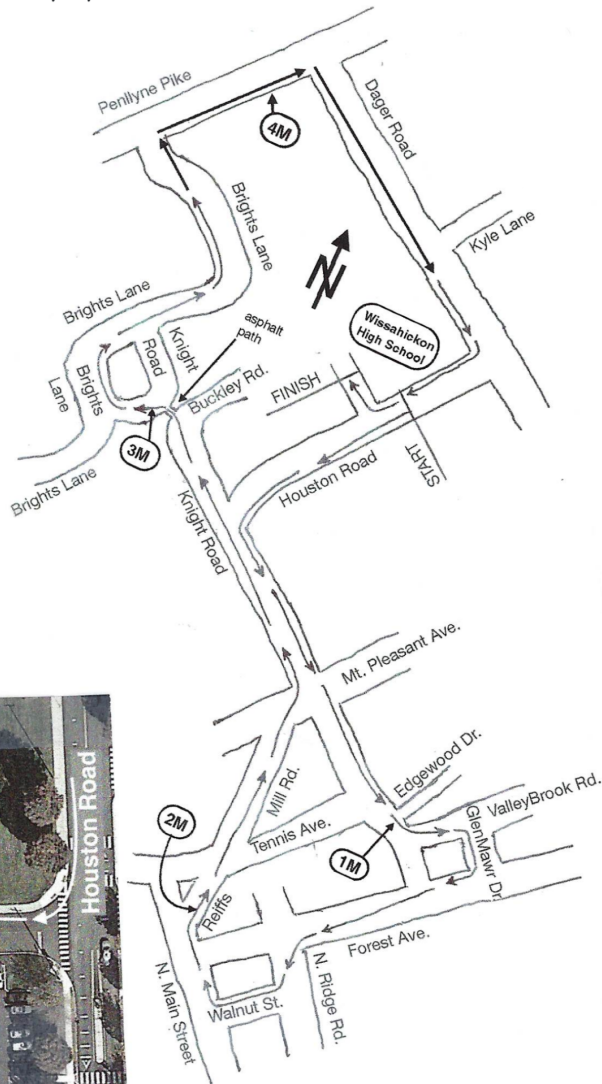 Penllyne Pike
4M
Dager Road
Brights Lane
Kyle Lane
N
Brights Lane
asphalt
path
Wissahickon
High School
Knight
Road
Brights
Lane
Buckley Rd.
FINISH
3M
START
Brights Lane
Houston Road
Knight Road
Mt. Pleasant Ave.
Edgewood Dr.
Mill Rd.
ValleyBrook Rd.
2M
Tennis Ave.
1M
GlenMawr Dr.
Houston Road
Reiffs
Forest Ave.
N. Main Street
Walnut St.
N. Ridge Rd.